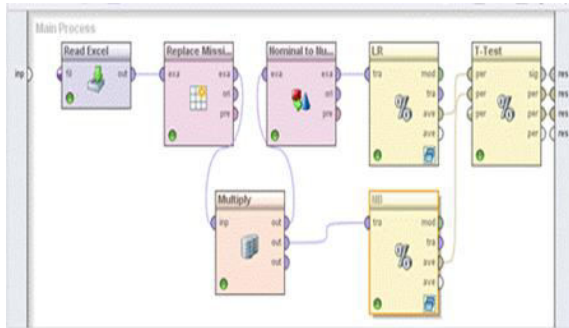 Main Process
Read Excel
fil
out
Replace Missi...
exa
exa
ori
pre
Nominal to Nu...
exa
exa
ori
pre
LR
tra
mod
tra
ave
ave
T-Test
per
per
per
sig
per
per
per
inp
res
res
res
res
Multiply
inp
out
out
out
NB
tra
mod
tra
ave
ave